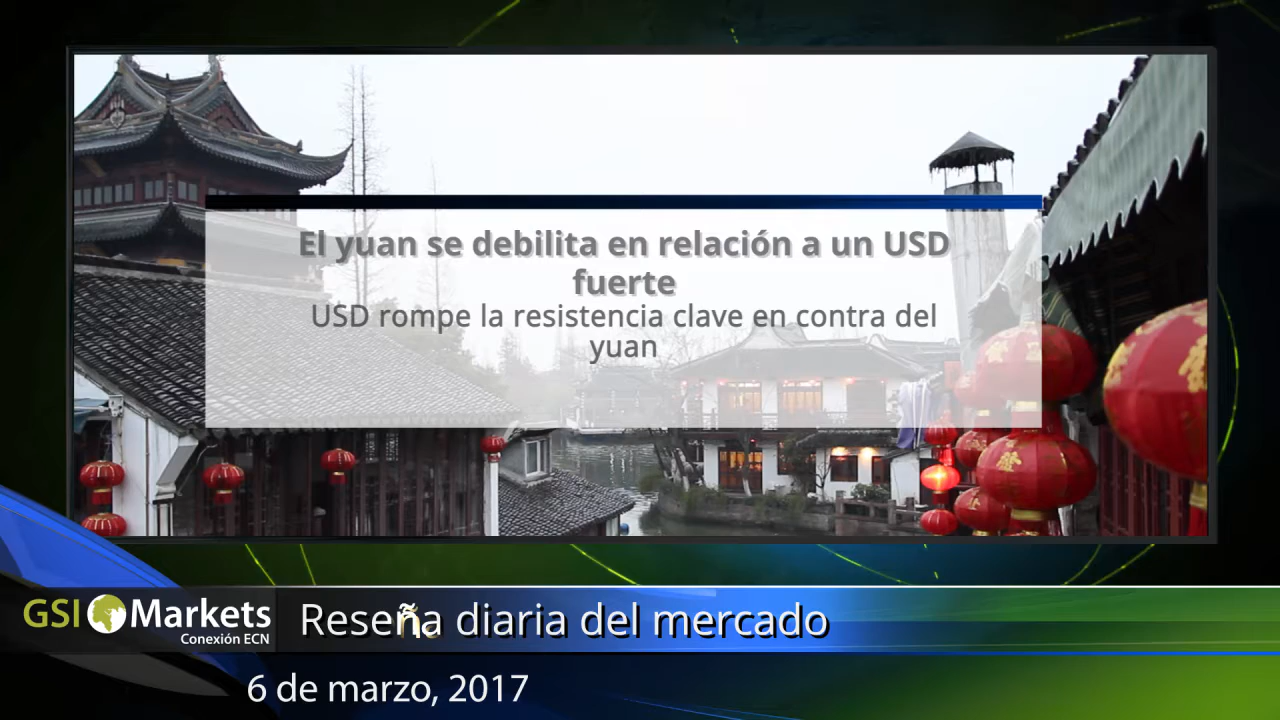 El yuan se debilita en relación a un USD
fuerte
USD rompe la resistencia clave en contra del
yuan
GSI Markets
Conexión ECN
Reseña diaria del mercado
6 de marzo, 2017